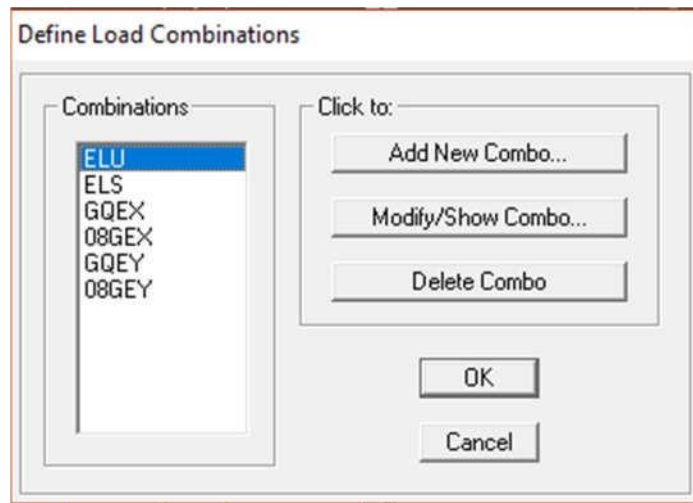 Define Load Combinations
Combinations
ELU
ELS
GQEX
08GEX
GQEY
08GEY
Click to:
Add New Combo...
Modify/Show Combo...
Delete Combo
OK
Cancel